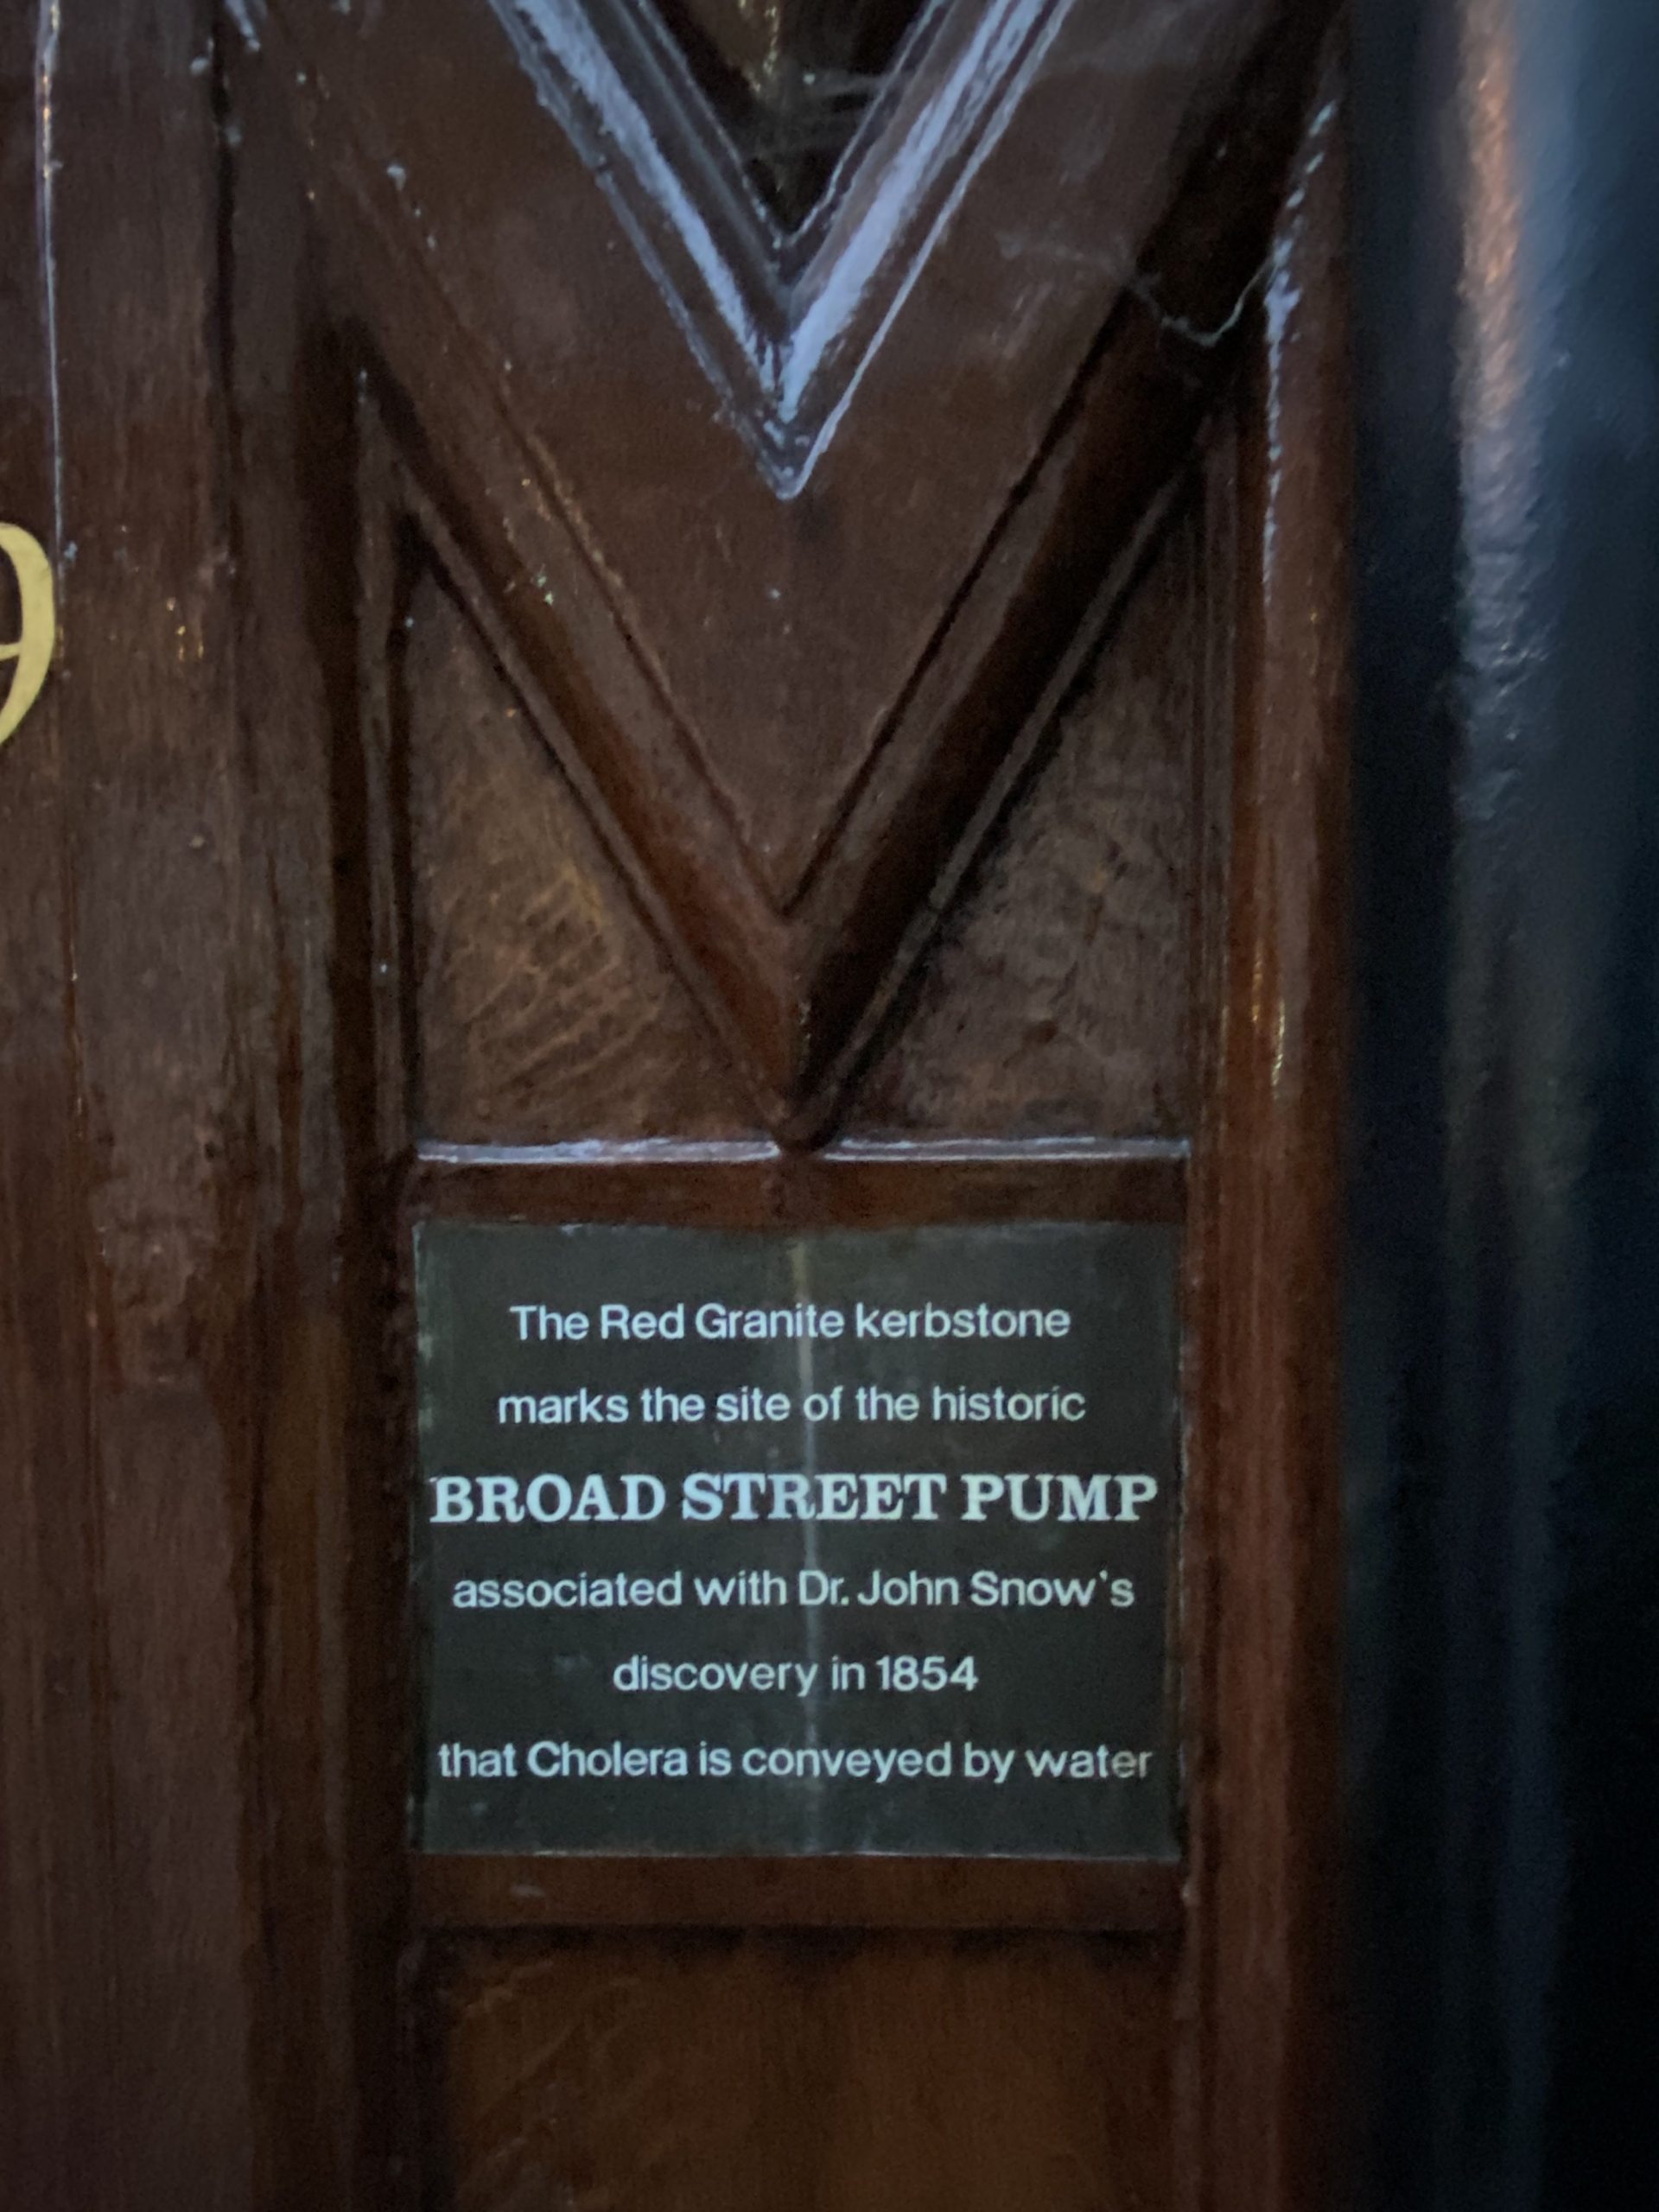 9
The Red Granite kerbstone
marks the site of the historic
BROAD STREET PUMP
associated with Dr. John Snow's
discovery in 1854
that Cholera is conveyed by water